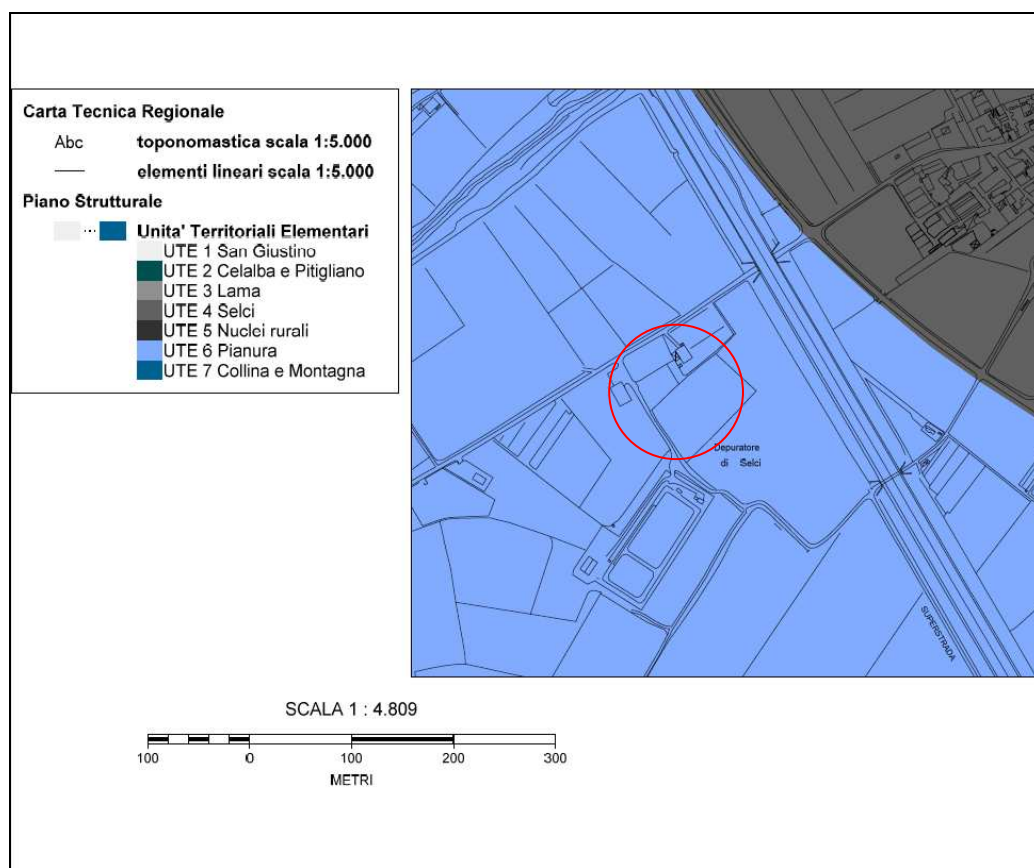 Carta Tecnica Regionale
Abc toponomastica scala 1:5.000
elementi lineari scala 1:5.000
Piano Strutturale
Unita' Territoriali Elementari
UTE 1 San Giustino
UTE 2 Celalba e Pitigliano
UTE 3 Lama
UTE 4 Selci
UTE 5 Nuclei rurali
UTE 6 Pianura
UTE 7 Collina e Montagna
Depuratore
di Selci
SUPERSTRADA
SCALA 1 : 4.809
100 0 100 200 300
METRI